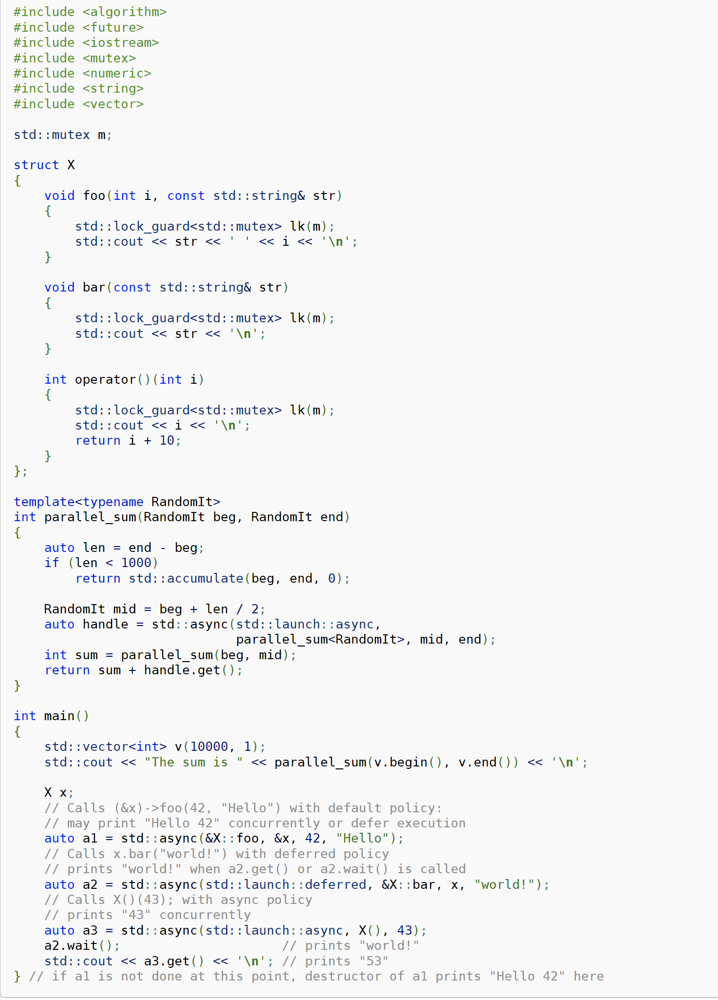 #include <algorithm>
#include <future>
#include <iostream>
#include <mutex>
#include <numeric>
#include <string>
#include <vector>

std::mutex m;

struct X
{
    void foo(int i, const std::string& str)
    {
        std::lock_guard<std::mutex> lk(m);
        std::cout << str << ' ' << i << '\n';
    }

    void bar(const std::string& str)
    {
        std::lock_guard<std::mutex> lk(m);
        std::cout << str << '\n';
    }

    int operator()(int i)
    {
        std::lock_guard<std::mutex> lk(m);
        std::cout << i << '\n';
        return i + 10;
    }
};

template<typename RandomIt>
int parallel_sum(RandomIt beg, RandomIt end)
{
    auto len = end - beg;
    if (len < 1000)
        return std::accumulate(beg, end, 0);

    RandomIt mid = beg + len / 2;
    auto handle = std::async(std::launch::async,
                             parallel_sum<RandomIt>, mid, end);
    int sum = parallel_sum(beg, mid);
    return sum + handle.get();
}

int main()
{
    std::vector<int> v(10000, 1);
    std::cout << "The sum is " << parallel_sum(v.begin(), v.end()) << '\n';

    X x;
    // Calls (&x)->foo(42, "Hello") with default policy:
    // may print "Hello 42" concurrently or defer execution
    auto a1 = std::async(&X::foo, &x, 42, "Hello");
    // Calls x.bar("world!") with deferred policy
    // prints "world!" when a2.get() or a2.wait() is called
    auto a2 = std::async(std::launch::deferred, &X::bar, x, "world!");
    // Calls X()(43); with async policy
    // prints "43" concurrently
    auto a3 = std::async(std::launch::async, X(), 43);
    a2.wait();                     // prints "world!"
    std::cout << a3.get() << '\n'; // prints "53"
} // if a1 is not done at this point, destructor of a1 prints "Hello 42" here